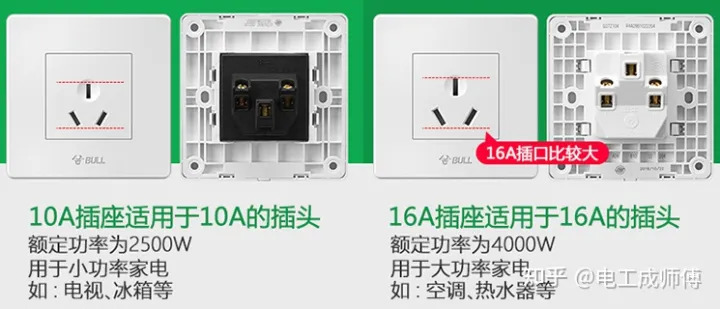 BULL
BULL
16A插口比较大
10A插座适用于10A的插头
额定功率为2500W
用于小功率家电
如：电视、冰箱等
16A插座适用于16A的插头
额定功率为4000W
用于大功率家电
如：空调、热水器等
知乎 @电工成师傅